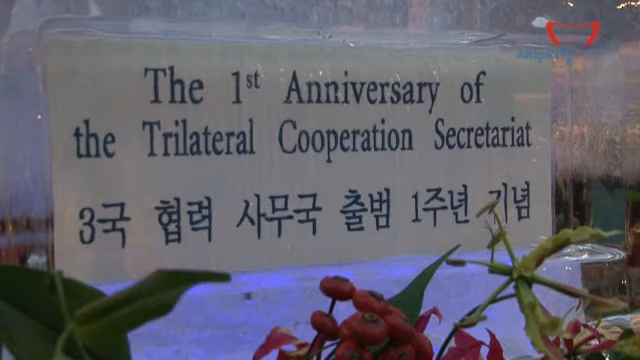 The 1st Anniversary of
the Trilateral Cooperation Secretariat
3국 협력 사무국 출범 1주년 기념